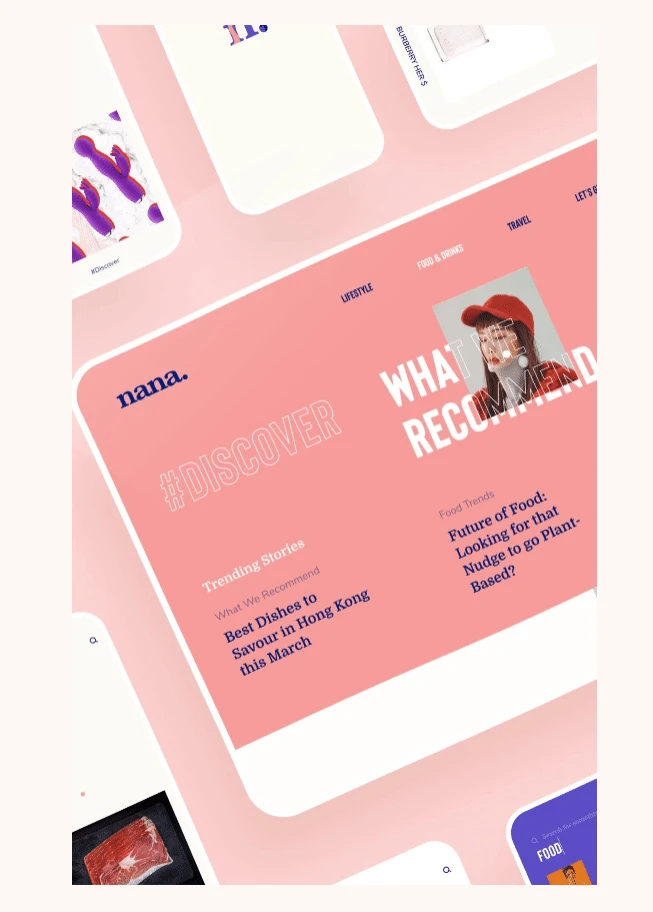 n.
BURBERRY HER $
#Discover
LET'S G
TRAVEL
FOOD & DRINKS
LIFESTYLE
nana.
WHAT WE
RECOMMEND
#DISCOVER
Trending Stories
What We Recommend
Best Dishes to
Savour in Hong Kong
this March
Food Trends
Future of Food:
Looking for that
Nudge to go Plant-
Based?
Search for
FOOD